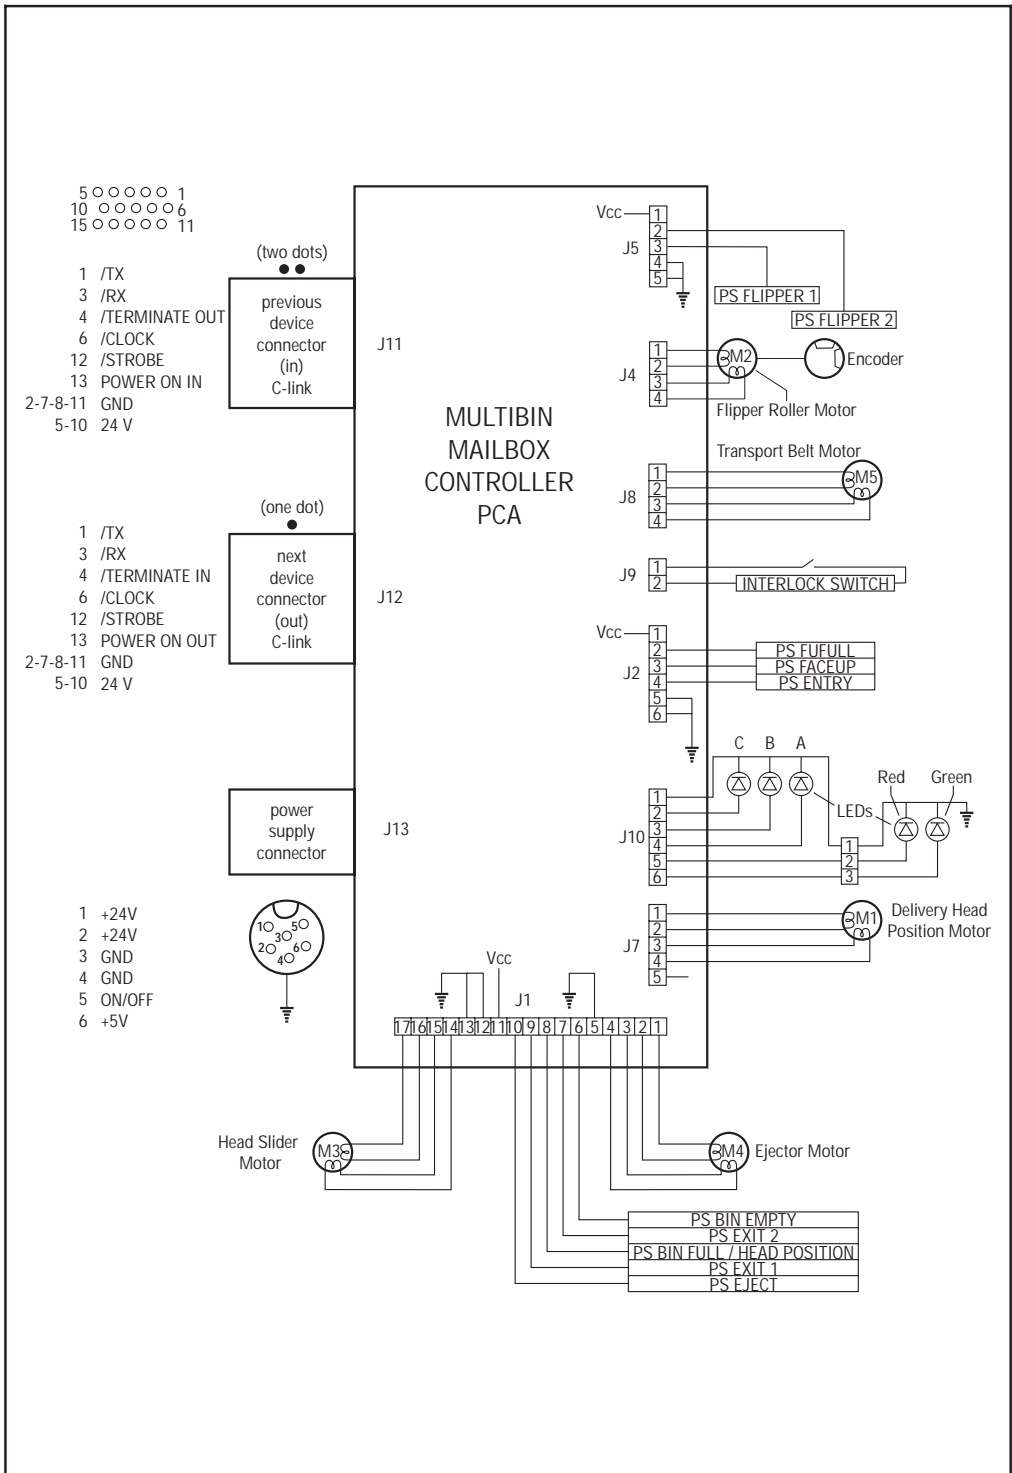 5 1
10 6
15 11
(two dots)
1 /TX
3 /RX
4 /TERMINATE OUT
6 /CLOCK
12 /STROBE
13 POWER ON IN
2-7-8-11 GND
5-10 24 V
previous
device
connector
(in)
C-link
J11
(one dot)
1 /TX
3 /RX
4 /TERMINATE IN
6 /CLOCK
12 /STROBE
13 POWER ON OUT
2-7-8-11 GND
5-10 24 V
next
device
connector
(out)
C-link
J12
power
supply
connector
J13
1 +24V
2 +24V
3 GND
4 GND
5 ON/OFF
6 +5V
1 5
3
2 6
4
MULTIBIN
MAILBOX
CONTROLLER
PCA
Vcc
J5
1
2
3
4
5
PS FLIPPER 1
PS FLIPPER 2
J4
1
2
3
4
M2
Encoder
Flipper Roller Motor
Transport Belt Motor
J8
1
2
3
4
M5
J9
1
2
INTERLOCK SWITCH
Vcc
J2
1
2
3
4
5
6
PS FUFULL
PS FACEUP
PS ENTRY
C B A
Red Green
LEDs
J10
1
2
3
4
5
6
1
2
3
J7
1
2
3
4
5
M1
Delivery Head
Position Motor
Vcc
J1
17 16 15 14 13 12 11 10 9 8 7 6 5 4 3 2 1
Head Slider
Motor
M3
M4
Ejector Motor
PS BIN EMPTY
PS EXIT 2
PS BIN FULL / HEAD POSITION
PS EXIT 1
PS EJECT